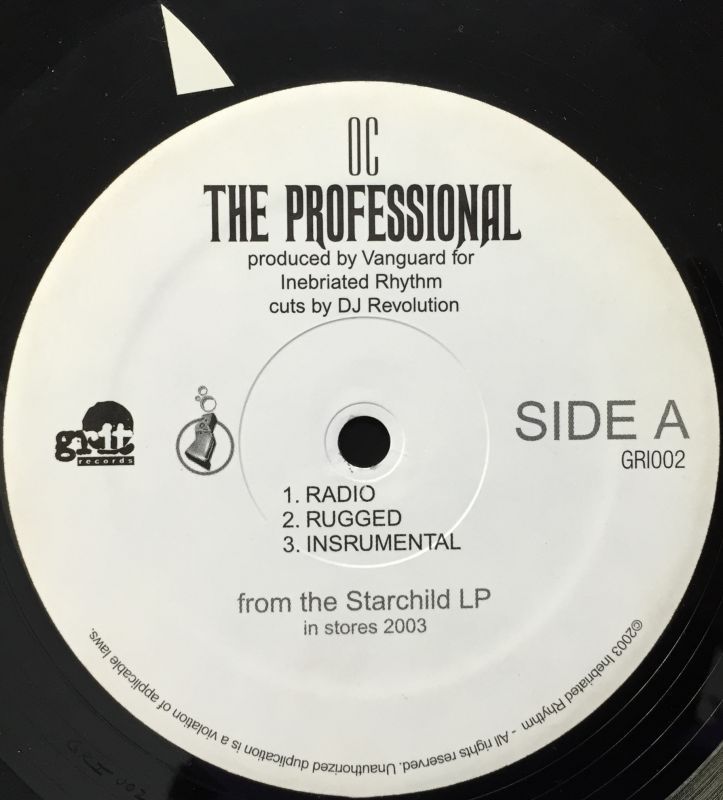 OC
THE PROFESSIONAL
produced by Vanguard for
Inebriated Rhythm
cuts by DJ Revolution
grit
records
SIDE A
GRI002
1. RADIO
2. RUGGED
3. INSRUMENTAL
from the Starchild LP
in stores 2003
©2003 Inebriated Rhythm - All rights reserved. Unauthorized duplication is a violation of applicable laws.
GRI 002